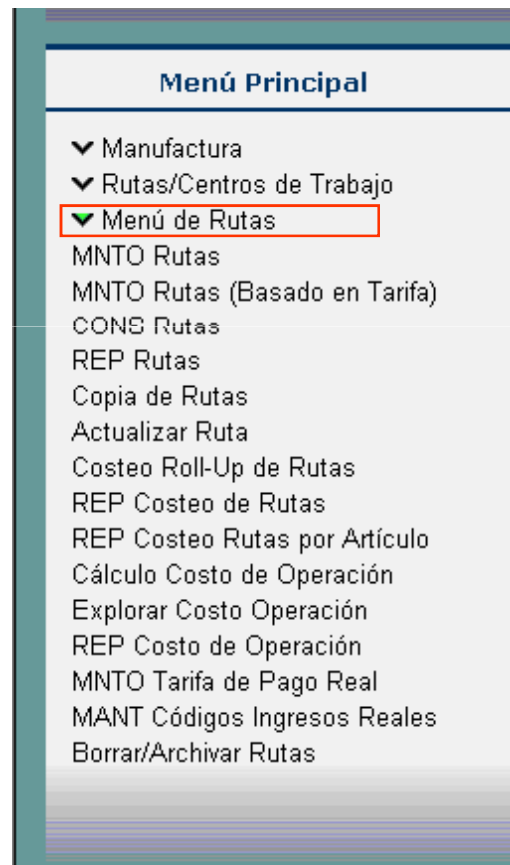 Menú Principal
Manufactura
Rutas/Centros de Trabajo
Menú de Rutas
MNTO Rutas
MNTO Rutas (Basado en Tarifa)
CONS Rutas
REP Rutas
Copia de Rutas
Actualizar Ruta
Costeo Roll-Up de Rutas
REP Costeo de Rutas
REP Costeo Rutas por Artículo
Cálculo Costo de Operación
Explorar Costo Operación
REP Costo de Operación
MNTO Tarifa de Pago Real
MANT Códigos Ingresos Reales
Borrar/Archivar Rutas